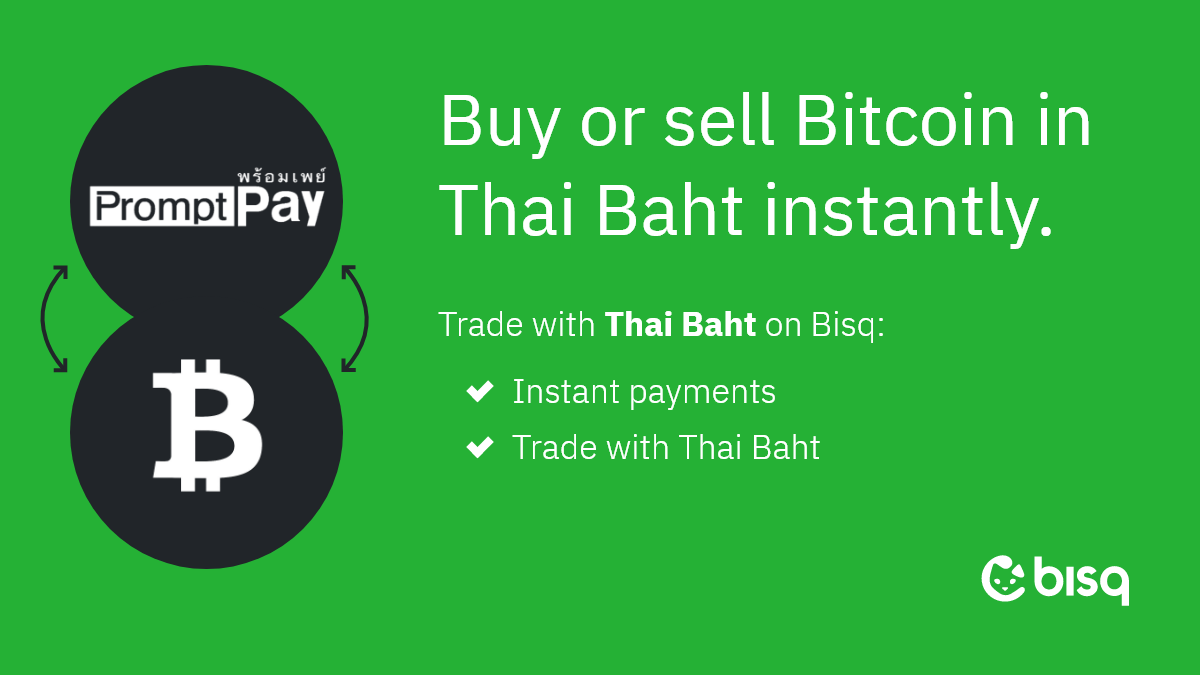 พร้อมเพย์
PromptPay
Buy or sell Bitcoin in
Thai Baht instantly.
Trade with Thai Baht on Bisq:
Instant payments
Trade with Thai Baht
bisq